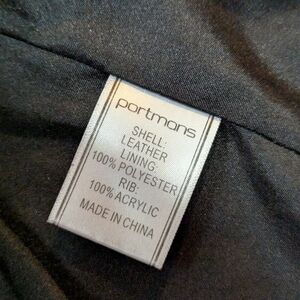 portmans
SHELL:
LEATHER
LINING:
100% POLYESTER
RIB:
100% ACRYLIC
MADE IN CHINA